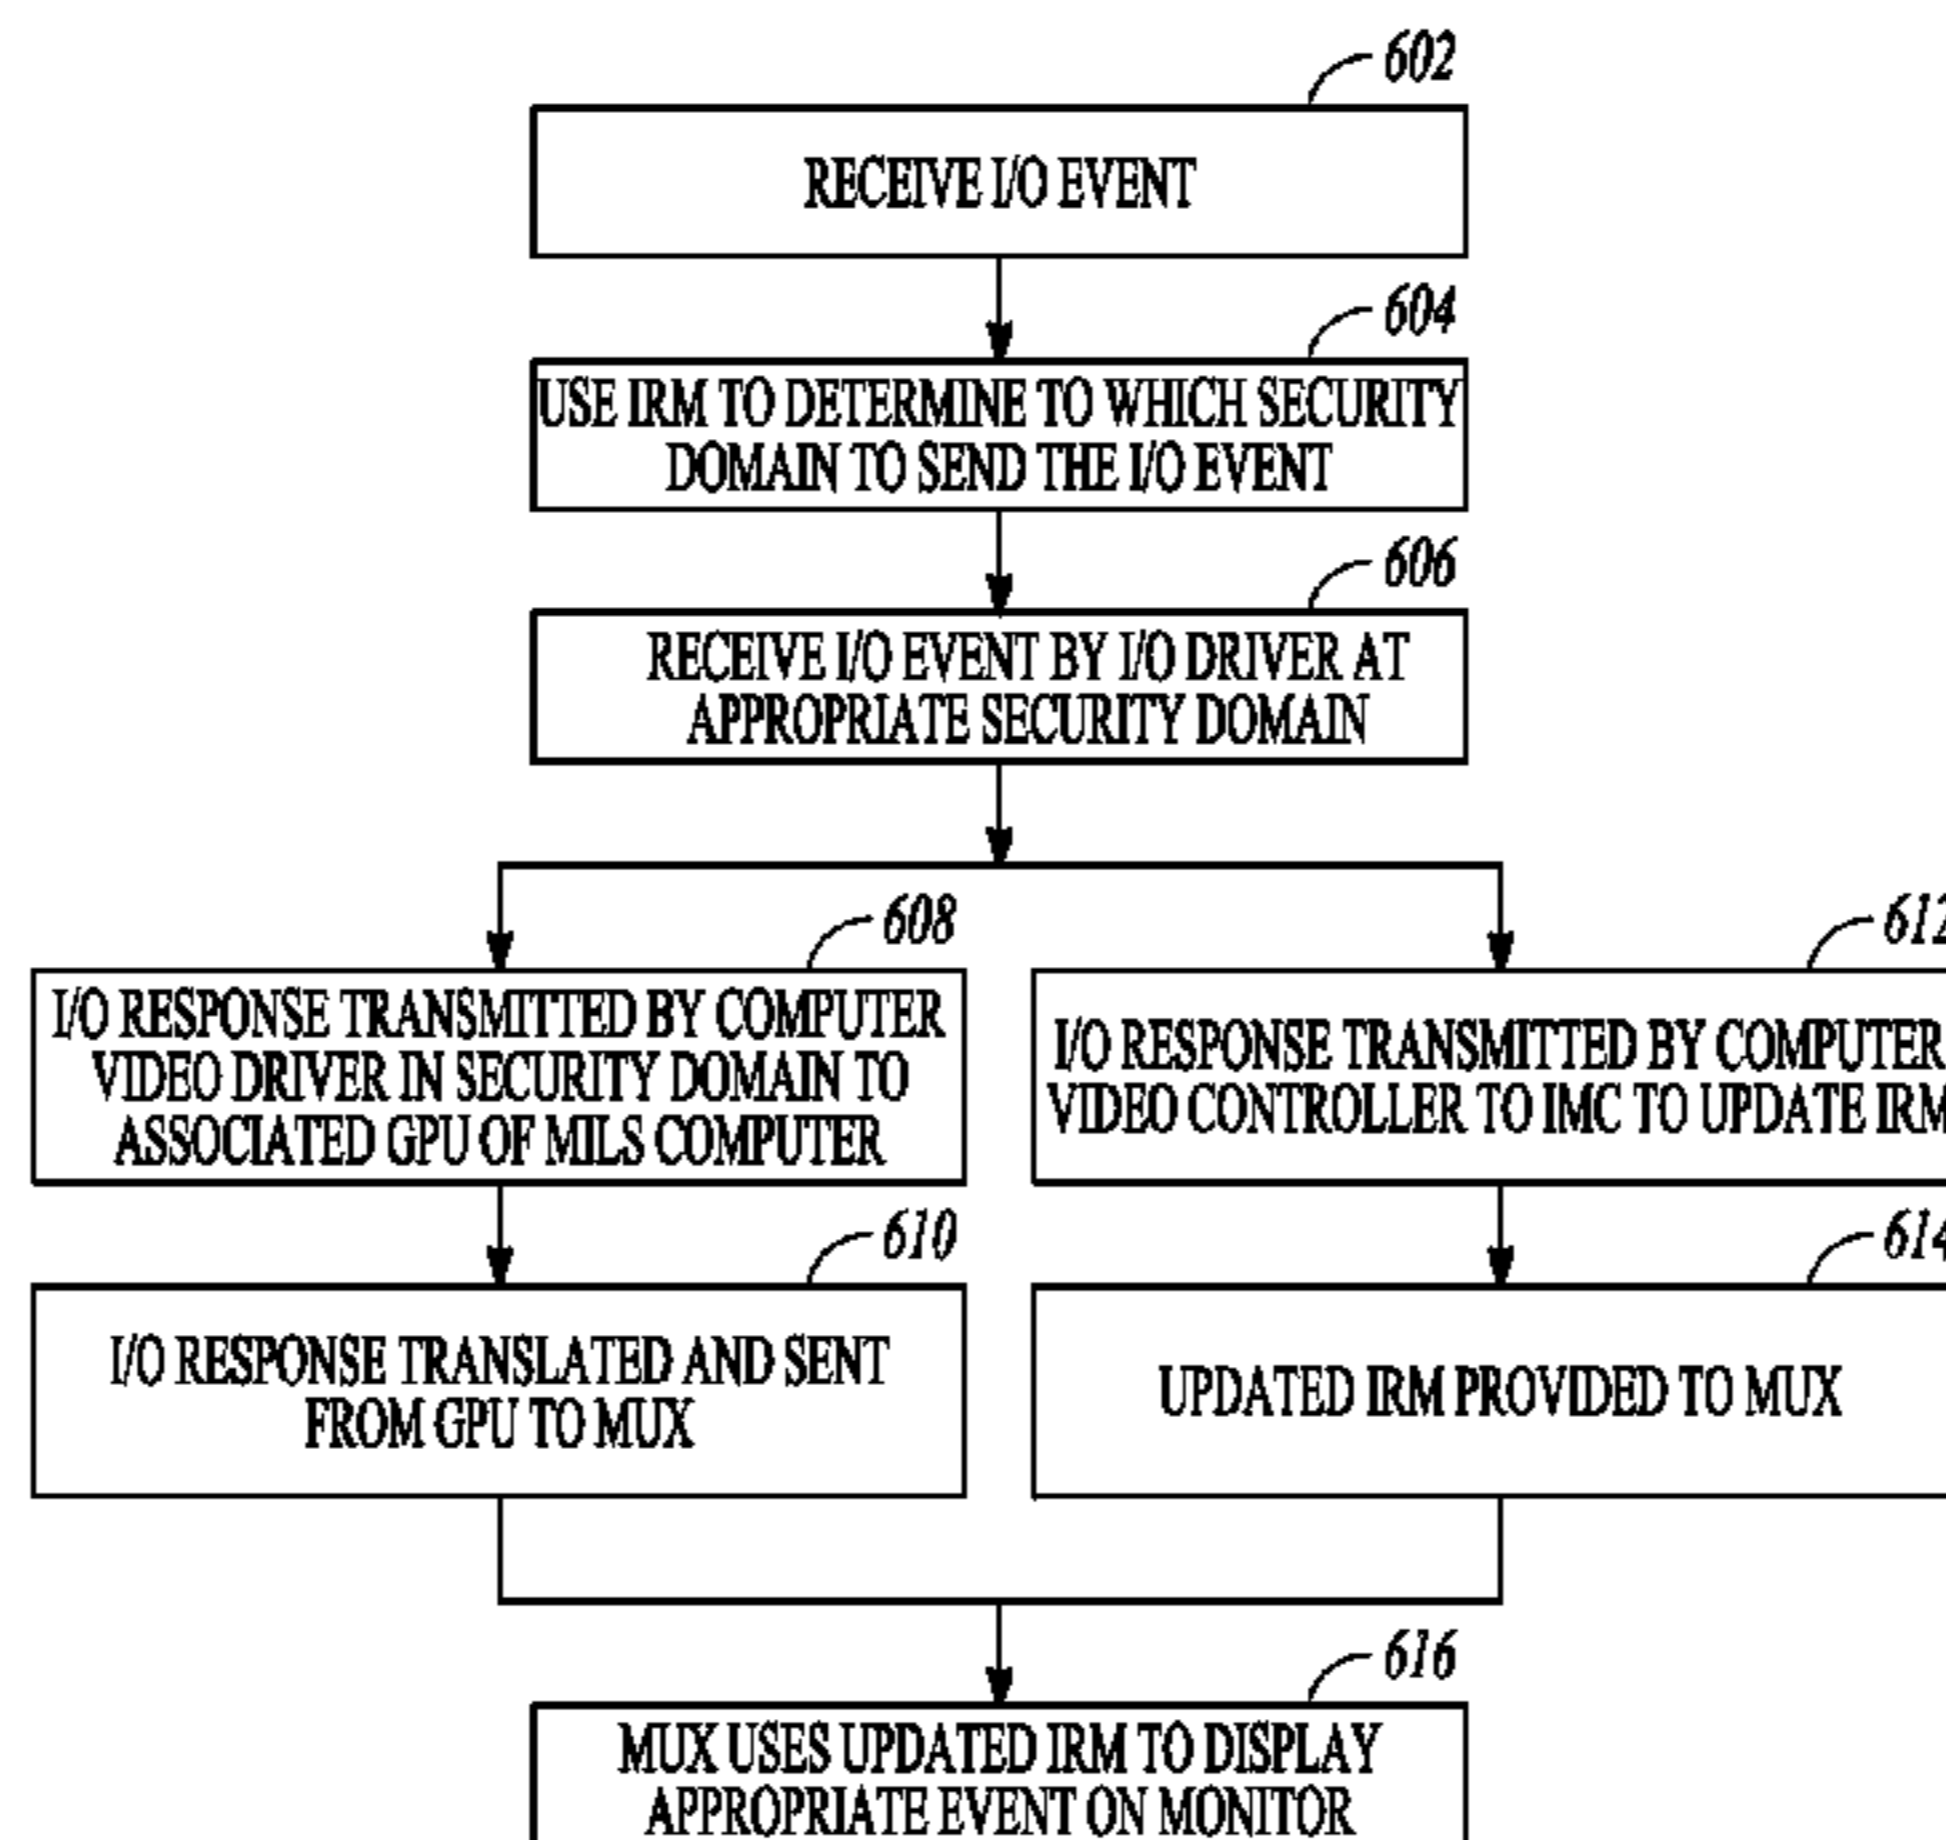 602
RECEIVE I/O EVENT
604
USE IRM TO DETERMINE TO WHICH SECURITY
DOMAIN TO SEND THE I/O EVENT
606
RECEIVE I/O EVENT BY I/O DRIVER AT
APPROPRIATE SECURITY DOMAIN
608
I/O RESPONSE TRANSMITTED BY COMPUTER
VIDEO DRIVER IN SECURITY DOMAIN TO
ASSOCIATED GPU OF MILS COMPUTER
612
I/O RESPONSE TRANSMITTED BY COMPUTER
VIDEO CONTROLLER TO IMC TO UPDATE IRM
610
I/O RESPONSE TRANSLATED AND SENT
FROM GPU TO MUX
614
UPDATED IRM PROVIDED TO MUX
616
MUX USES UPDATED IRM TO DISPLAY
APPROPRIATE EVENT ON MONITOR